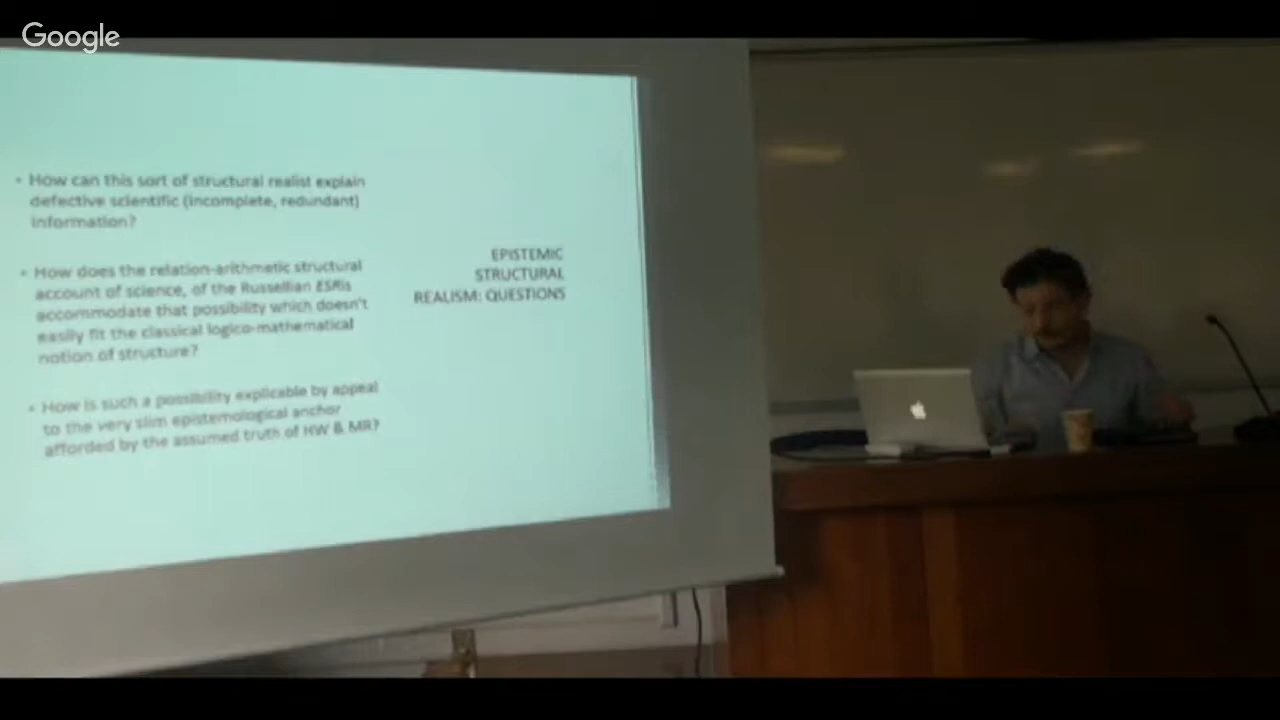 Google
• How can this sort of structural realist explain
defective scientific (incomplete, redundant)
information?
• How does the relation-arithmetic structural
account of science, of the Russellian ESRis
accommodate that possibility which doesn't
easily fit the classical logico-mathematical
notion of structure?
• How is such a possibility explicable by appeal
to the very slim epistemological anchor
afforded by the assumed truth of HW & MR?
EPISTEMIC
STRUCTURAL
REALISM: QUESTIONS